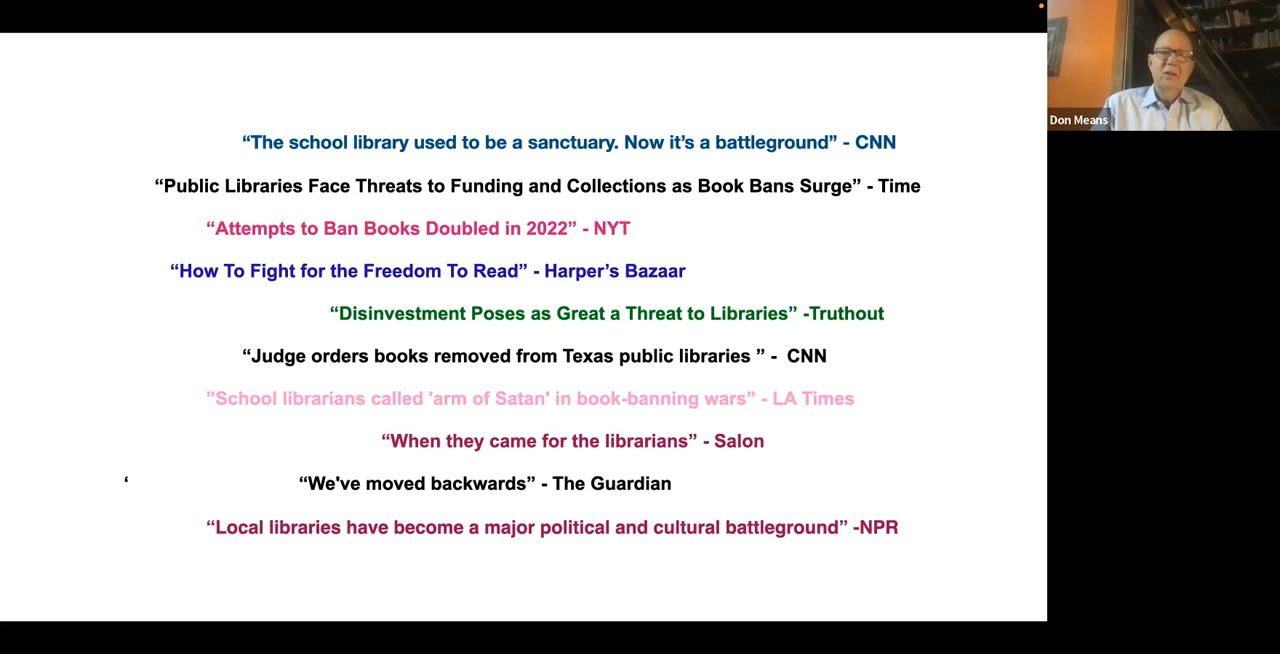 “The school library used to be a sanctuary. Now it’s a battleground” - CNN
“Public Libraries Face Threats to Funding and Collections as Book Bans Surge” - Time
“Attempts to Ban Books Doubled in 2022” - NYT
“How To Fight for the Freedom To Read” - Harper’s Bazaar
“Disinvestment Poses as Great a Threat to Libraries” -Truthout
“Judge orders books removed from Texas public libraries ” -  CNN
”School librarians called 'arm of Satan' in book-banning wars” - LA Times
“When they came for the librarians” - Salon
‘ “We've moved backwards” - The Guardian
“Local libraries have become a major political and cultural battleground” -NPR
Don Means